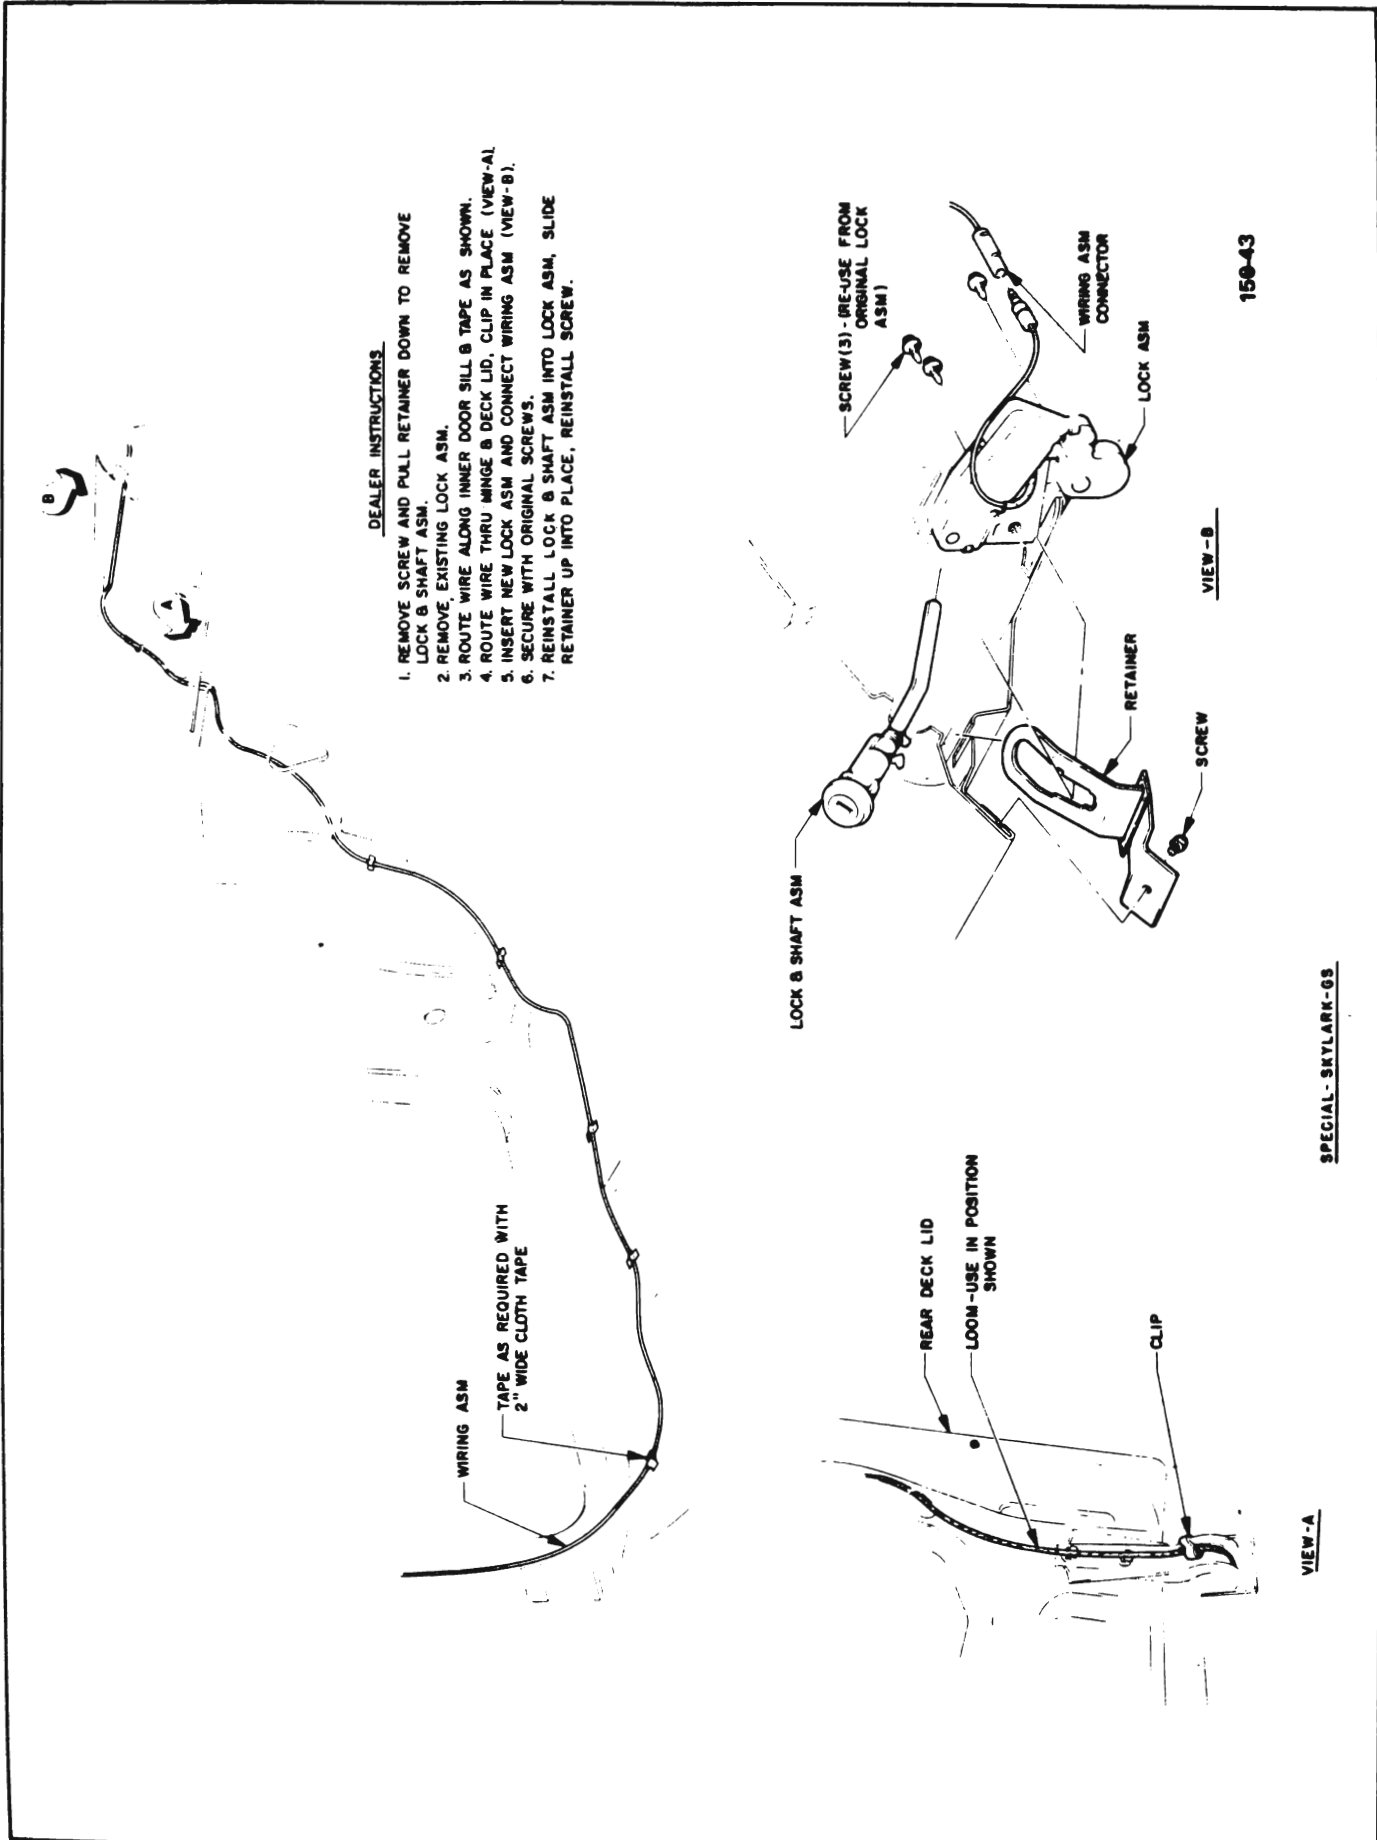 B
A
DEALER INSTRUCTIONS
1. REMOVE SCREW AND PULL RETAINER DOWN TO REMOVE
LOCK & SHAFT ASM.
2. REMOVE EXISTING LOCK ASM.
3. ROUTE WIRE ALONG INNER DOOR SILL & TAPE AS SHOWN.
4. ROUTE WIRE THRU HINGE & DECK LID, CLIP IN PLACE (VIEW-A).
5. INSERT NEW LOCK ASM AND CONNECT WIRING ASM (VIEW-B).
6. SECURE WITH ORIGINAL SCREWS.
7. REINSTALL LOCK & SHAFT ASM INTO LOCK ASM, SLIDE
RETAINER UP INTO PLACE, REINSTALL SCREW.
WIRING ASM
TAPE AS REQUIRED WITH
2" WIDE CLOTH TAPE
REAR DECK LID
LOOM-USE IN POSITION
SHOWN
CLIP
VIEW-A
LOCK & SHAFT ASM
SCREW(3)-(RE-USE FROM
ORIGINAL LOCK
ASM)
WIRING ASM
CONNECTOR
LOCK ASM
RETAINER
SCREW
VIEW-B
SPECIAL-SKYLARK-GS
150-43